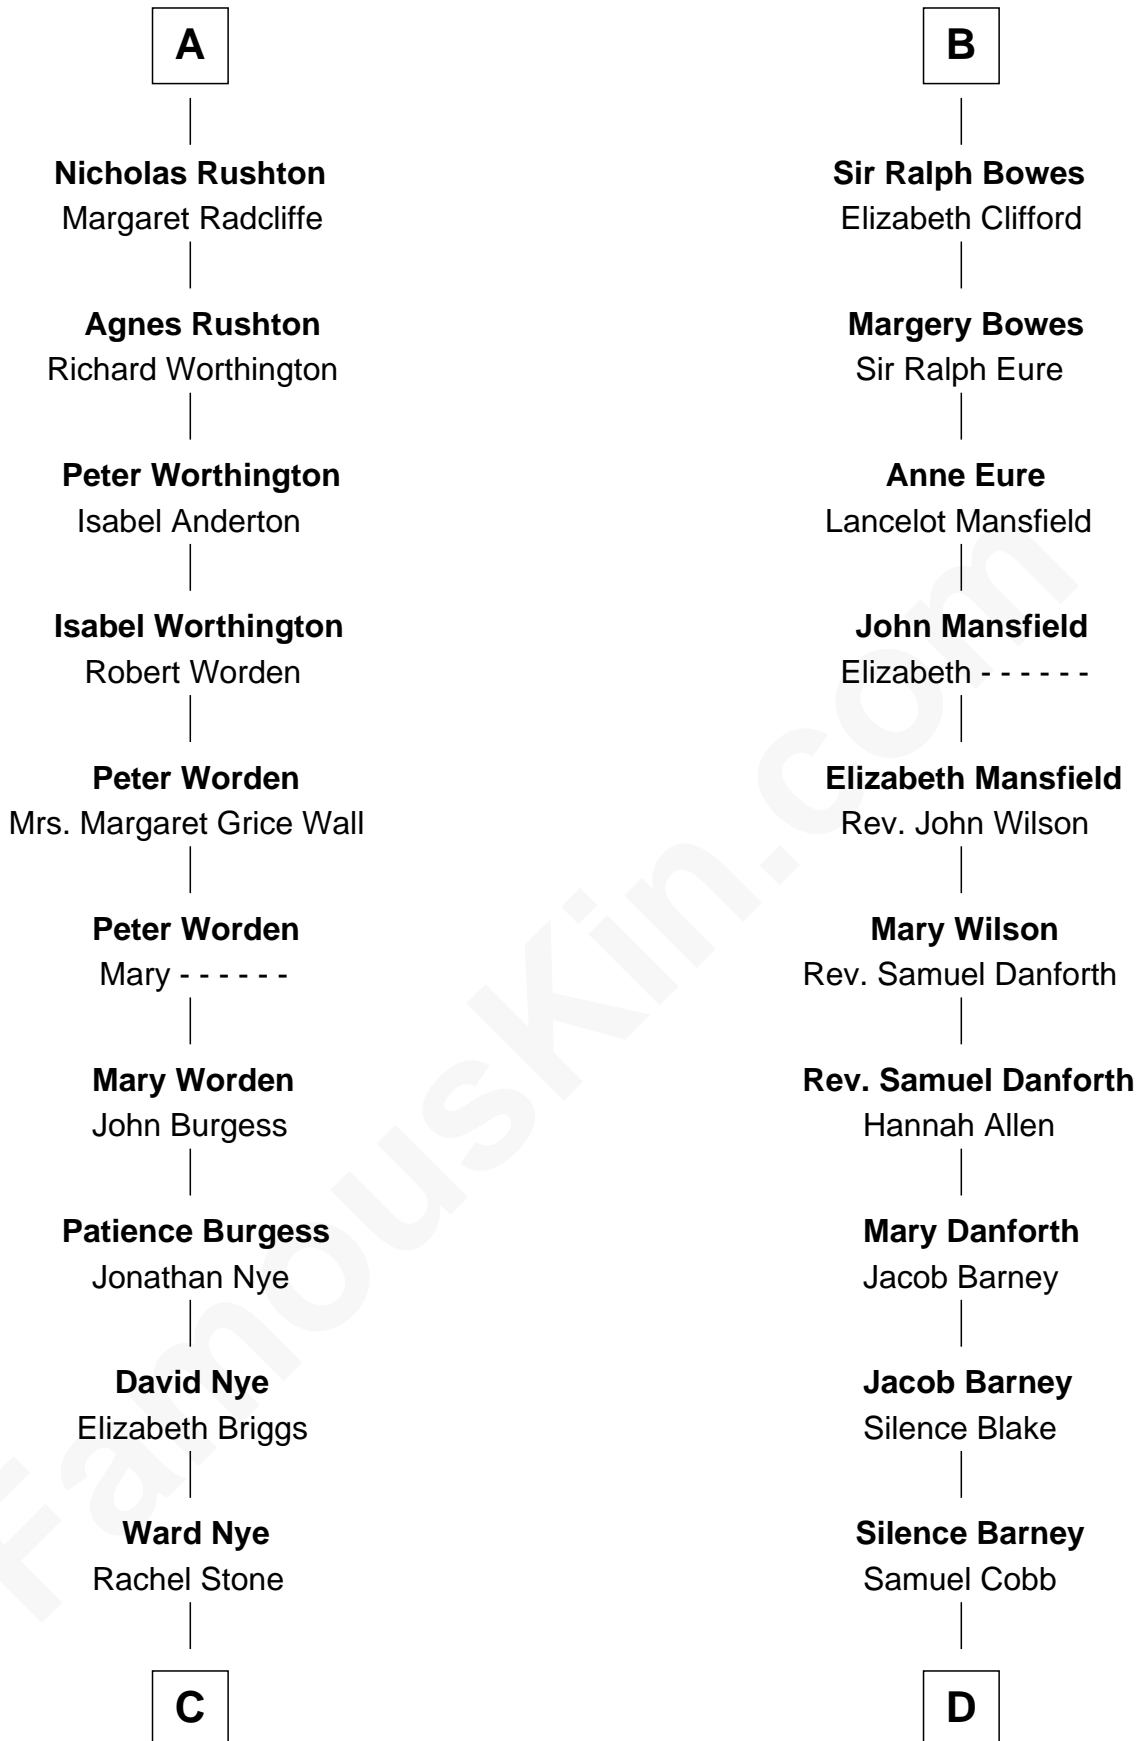 A
Nicholas Rushton
Margaret Radcliffe
Agnes Rushton
Richard Worthington
Peter Worthington
Isabel Anderton
Isabel Worthington
Robert Worden
Peter Worden
Mrs. Margaret Grice Wall
Peter Worden
Mary - - - - - -
Mary Worden
John Burgess
Patience Burgess
Jonathan Nye
David Nye
Elizabeth Briggs
Ward Nye
Rachel Stone
C
B
Sir Ralph Bowes
Elizabeth Clifford
Margery Bowes
Sir Ralph Eure
Anne Eure
Lancelot Mansfield
John Mansfield
Elizabeth - - - - - -
Elizabeth Mansfield
Rev. John Wilson
Mary Wilson
Rev. Samuel Danforth
Rev. Samuel Danforth
Hannah Allen
Mary Danforth
Jacob Barney
Jacob Barney
Silence Blake
Silence Barney
Samuel Cobb
D
FamousKin.com